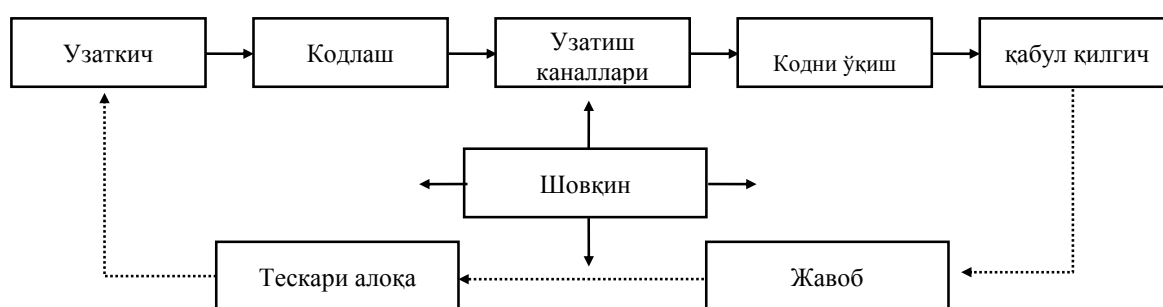 Узаткич
Кодлаш
Узатиш
каналлари
Кодни ўқиш
қабул қилгич
Шовқин
Тескари алоқа
Жавоб